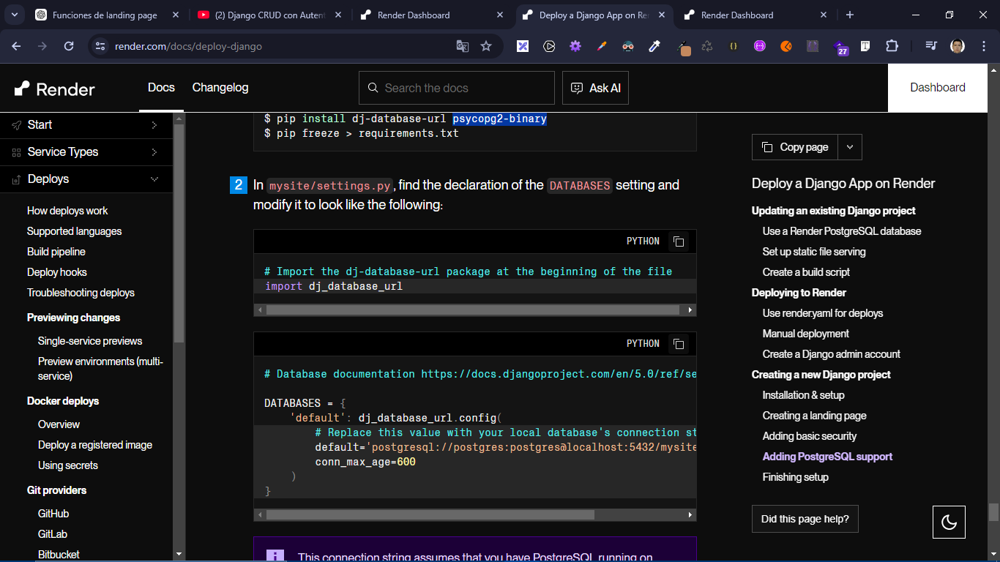 Funciones de landing page
(2) Django CRUD con Autent
Render Dashboard
Deploy a Django App on Re
Render Dashboard
render.com/docs/deploy-django
27
Render
Docs
Changelog
Search the docs
Ask AI
Dashboard
Start
Service Types
Deploys
How deploys work
Supported languages
Build pipeline
Deploy hooks
Troubleshooting deploys
Previewing changes
Single-service previews
Preview environments (multi-
service)
Docker deploys
Overview
Deploy a registered image
Using secrets
Git providers
GitHub
GitLab
Bitbucket
$ pip install dj-database-url psycopg2-binary
$ pip freeze > requirements.txt
2 In mysite/settings.py, find the declaration of the DATABASES setting and
modify it to look like the following:
PYTHON
# Import the dj-database-url package at the beginning of the file
import dj_database_url
PYTHON
# Database documentation https://docs.djangoproject.com/en/5.0/ref/se
DATABASES = {
'default': dj_database_url.config(
# Replace this value with your local database's connection st
default='postgresql://postgres:postgres@localhost:5432/mysite
conn_max_age=600
)
}
i This connection string assumes that you have PostgreSQL running on
Copy page
Deploy a Django App on Render
Updating an existing Django project
Use a Render PostgreSQL database
Set up static file serving
Create a build script
Deploying to Render
Use render.yaml for deploys
Manual deployment
Create a Django admin account
Creating a new Django project
Installation & setup
Creating a landing page
Adding basic security
Adding PostgreSQL support
Finishing setup
Did this page help?